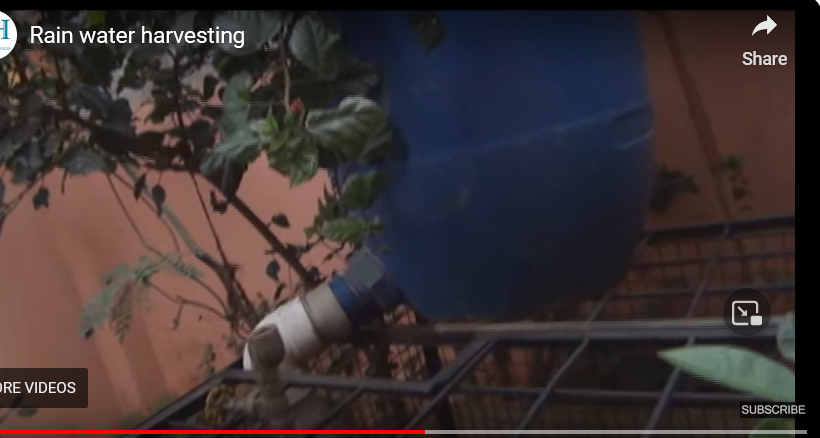 H
Rain water harvesting
Share
ORE VIDEOS
SUBSCRIBE